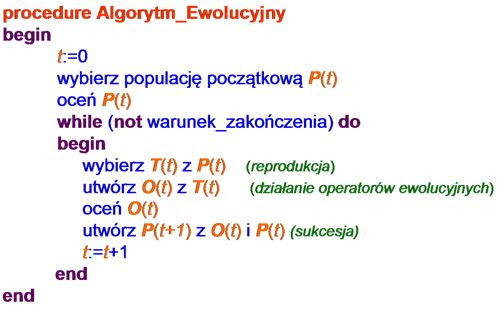 procedure Algorytm_Ewolucyjny
begin
t:=0
wybierz populację początkową P(t)
oceń P(t)
while (not warunek_zakończenia) do
begin
wybierz T(t) z P(t) (reprodukcja)
utwórz O(t) z T(t) (działanie operatorów ewolucyjnych)
oceń O(t)
utwórz P(t+1) z O(t) i P(t) (sukcesja)
t:=t+1
end
end